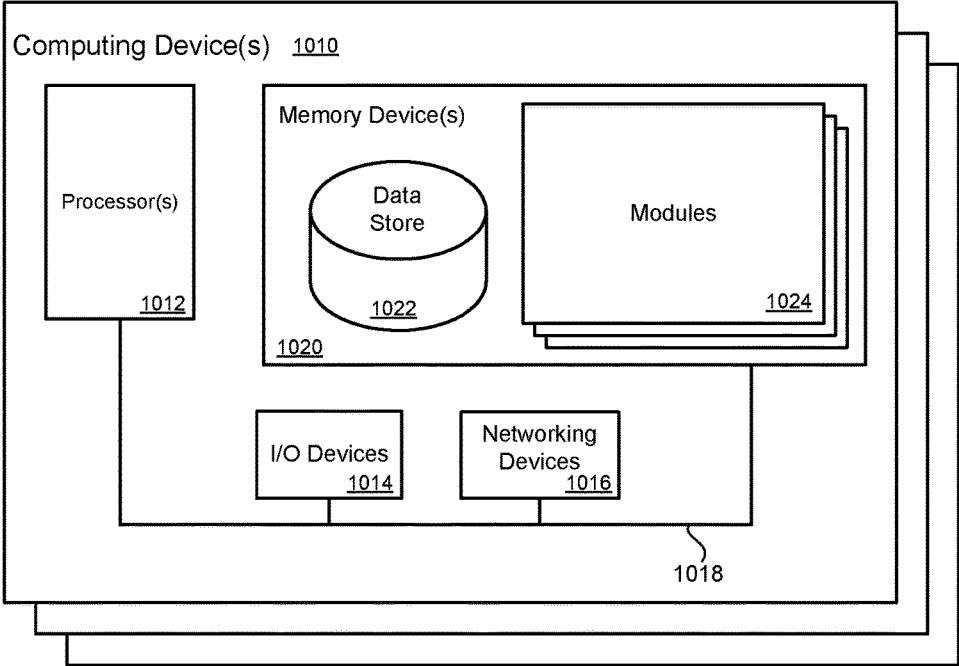 Computing Device(s) 1010
Processor(s)
1012
Memory Device(s)
Data
Store
1022
1020
Modules
1024
I/O Devices
1014
Networking
Devices
1016
1018